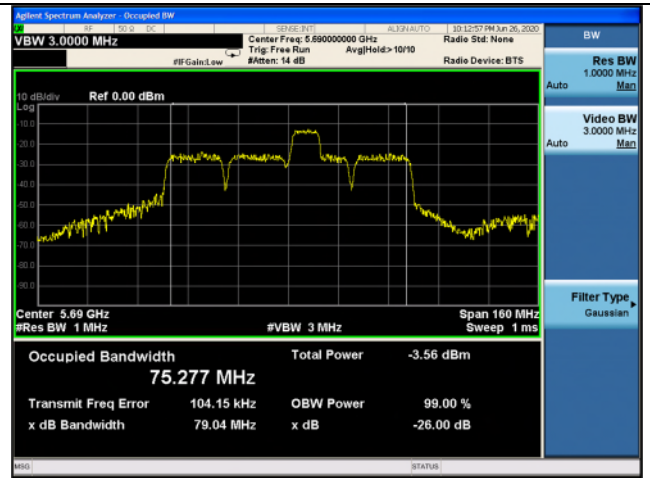 Agilent Spectrum Analyzer - Occupied BW
RF 50 Ω DC SENSE:INT ALIGN AUTO 10:12:57 PM Jun 26, 2020
VBW 3.0000 MHz
Center Freq: 5.690000000 GHz
Radio Std: None
Trig: Free Run Avg|Hold:>10/10
#IFGain:Low #Atten: 14 dB Radio Device: BTS
BW
Res BW
1.0000 MHz
Auto Man
Video BW
3.0000 MHz
Auto Man
Filter Type
Gaussian
10 dB/div Ref 0.00 dBm
Log
-10.0
-20.0
-30.0
-40.0
-50.0
-60.0
-70.0
-80.0
-90.0
Center 5.69 GHz Span 160 MHz
#Res BW 1 MHz #VBW 3 MHz Sweep 1 ms
Occupied Bandwidth Total Power -3.56 dBm
75.277 MHz
Transmit Freq Error 104.15 kHz OBW Power 99.00 %
x dB Bandwidth 79.04 MHz x dB -26.00 dB
MSG STATUS